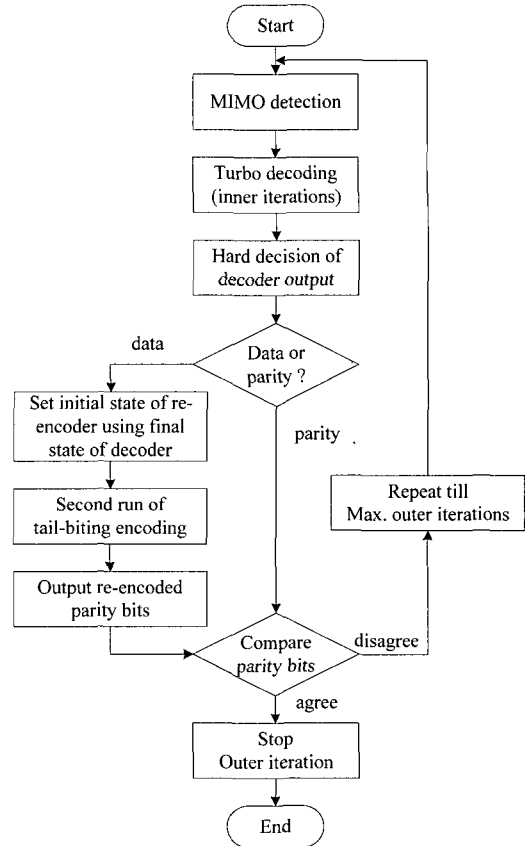 Start
MIMO detection
Turbo decoding
(inner iterations)
Hard decision of
decoder output
data
Data or
parity ?
Set initial state of re-
encoder using final
state of decoder
parity
Second run of
tail-biting encoding
Repeat till
Max. outer iterations
Output re-encoded
parity bits
Compare
parity bits
disagree
agree
Stop
Outer iteration
End